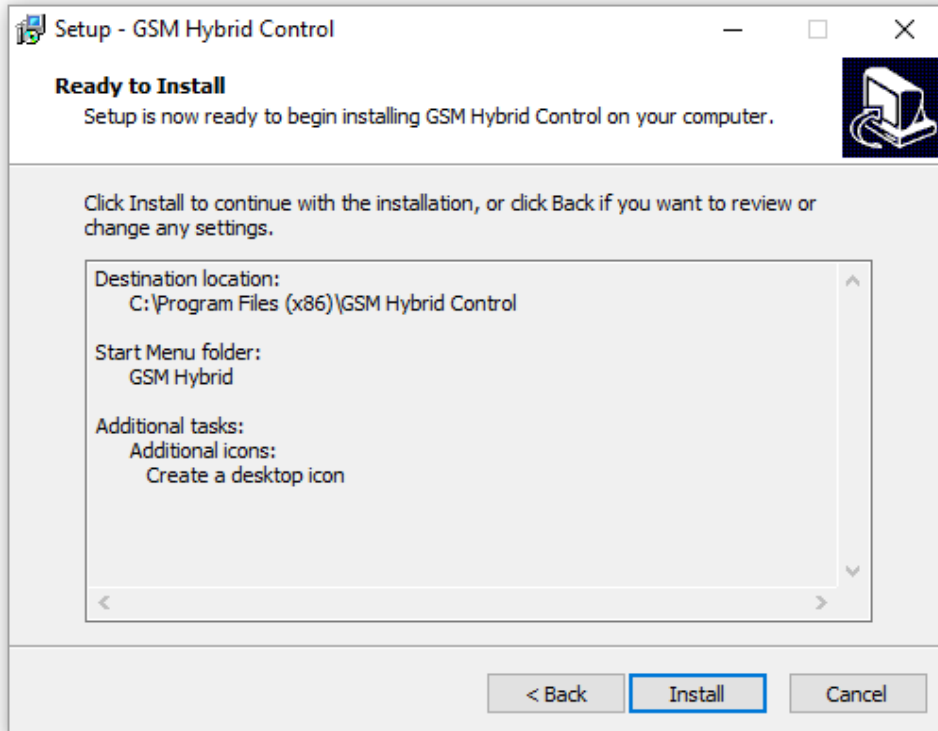 Setup - GSM Hybrid Control
Ready to Install
Setup is now ready to begin installing GSM Hybrid Control on your computer.
Click Install to continue with the installation, or click Back if you want to review or
change any settings.
Destination location:
C:\Program Files (x86)\GSM Hybrid Control
Start Menu folder:
GSM Hybrid
Additional tasks:
Additional icons:
Create a desktop icon
< Back
Install
Cancel